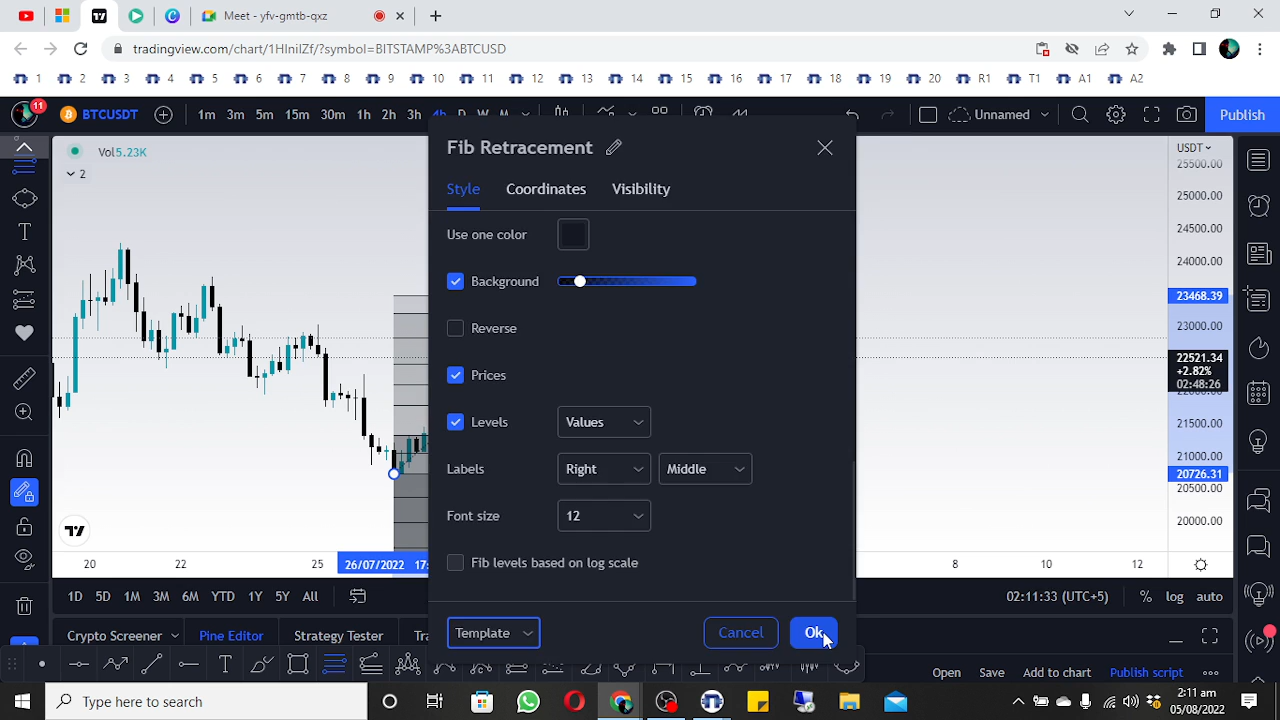 Meet - yfv-gmtb-qxz
tradingview.com/chart/1HlniIZf/?symbol=BITSTAMP%3ABTCUSD
1 2 3 4 5 6 7 8 9 10 11 12 13 14 15 16 17 18 19 20 R1 T1 A1 A2
11 BTCUSDT 1m 3m 5m 15m 30m 1h 2h 3h 4h D W M Unnamed Publish
Fib Retracement
Vol5.23K
2
Style Coordinates Visibility
USDT
25500.00
25000.00
24500.00
24000.00
23468.39
23000.00
22521.34
+2.82%
02:48:26
22000.00
21500.00
21000.00
20726.31
20500.00
20000.00
Use one color
Background
Reverse
Prices
Levels Values
Labels Right Middle
Font size 12
Fib levels based on log scale
20 22 25 26/07/2022 17: 8 10 12
1D 5D 1M 3M 6M YTD 1Y 5Y All 02:11:33 (UTC+5) % log auto
Template Cancel Ok
Crypto Screener Pine Editor Strategy Tester Tra
Open Save Add to chart Publish script
Type here to search
2:11 am
05/08/2022